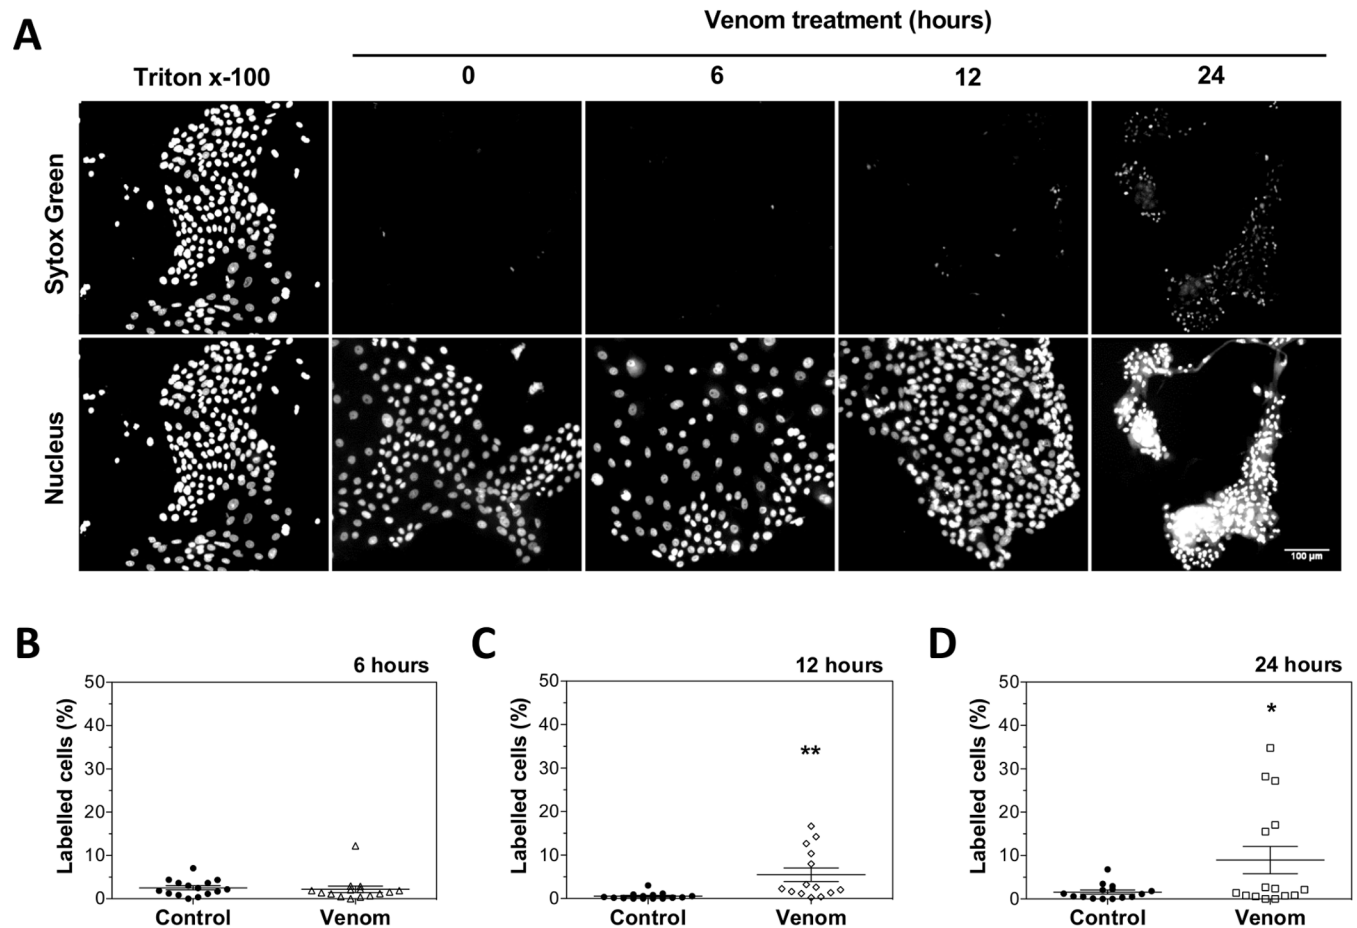 A
Venom treatment (hours)
Triton x-100 0 6 12 24
Sytox Green
Nucleus
100 µm
B C D
6 hours 12 hours 24 hours
Labelled cells (%)
50
40
30
20
10
0
Control Venom
Labelled cells (%)
50
40
30
20
10
0
**
Control Venom
Labelled cells (%)
50
40
30
20
10
0
*
Control Venom